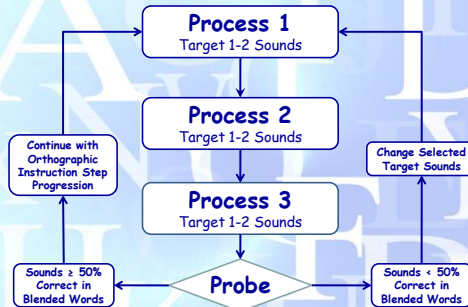 Process 1
Target 1-2 Sounds
Process 2
Target 1-2 Sounds
Continue with
Orthographic
Instruction Step
Progression
Change Selected
Target Sounds
Process 3
Target 1-2 Sounds
Sounds ≥ 50%
Correct in
Blended Words
Probe
Sounds < 50%
Correct in
Blended Words